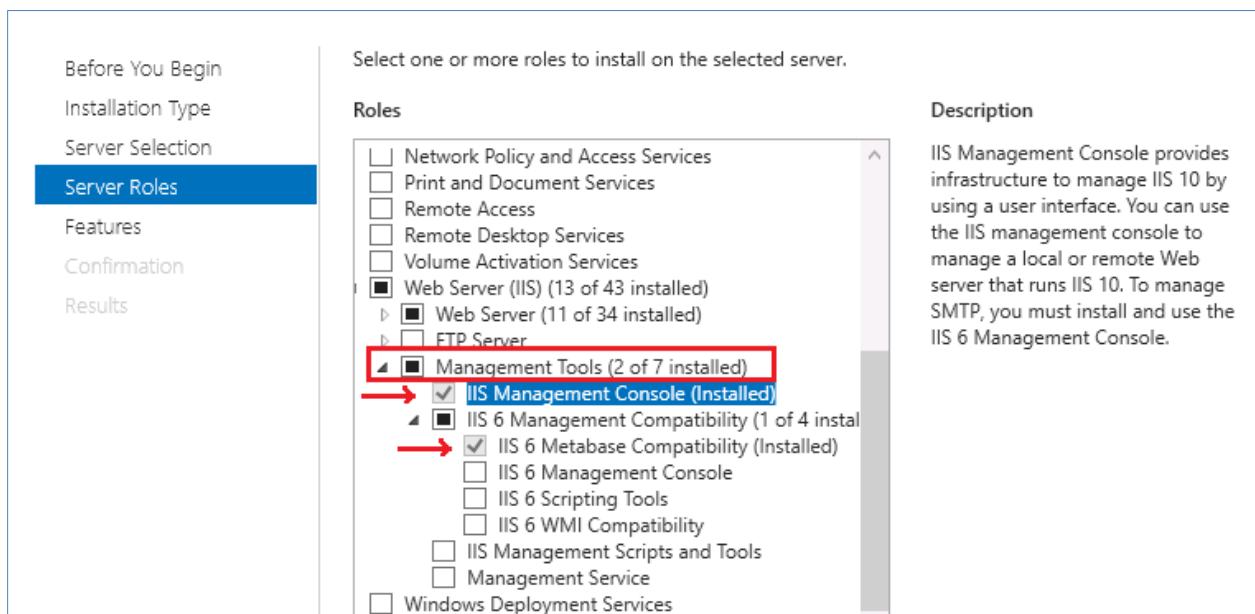 Before You Begin
Installation Type
Server Selection
Server Roles
Features
Confirmation
Results
Select one or more roles to install on the selected server.
Roles
Network Policy and Access Services
Print and Document Services
Remote Access
Remote Desktop Services
Volume Activation Services
Web Server (IIS) (13 of 43 installed)
Web Server (11 of 34 installed)
FTP Server
Management Tools (2 of 7 installed)
IIS Management Console (Installed)
IIS 6 Management Compatibility (1 of 4 instal
IIS 6 Metabase Compatibility (Installed)
IIS 6 Management Console
IIS 6 Scripting Tools
IIS 6 WMI Compatibility
IIS Management Scripts and Tools
Management Service
Windows Deployment Services
Description
IIS Management Console provides
infrastructure to manage IIS 10 by
using a user interface. You can use
the IIS management console to
manage a local or remote Web
server that runs IIS 10. To manage
SMTP, you must install and use the
IIS 6 Management Console.